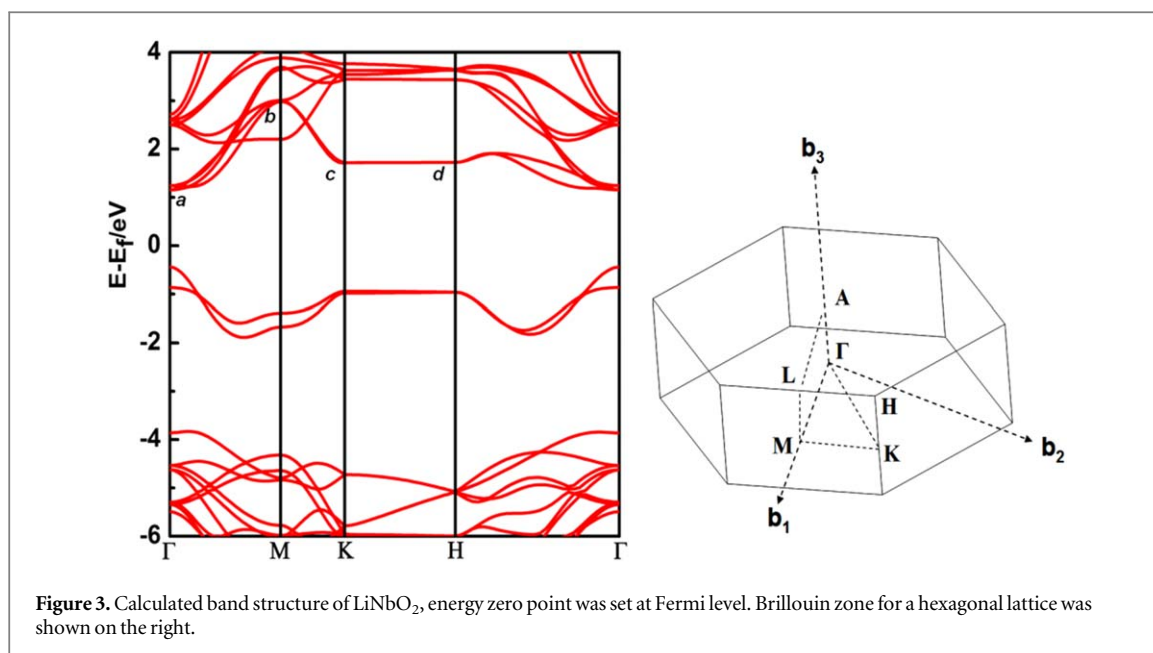 4
2
0
-2
-4
-6
E-E_f/eV
a
b
c
d
Γ M K H Γ
b₃
A
Γ
L
H
M
K
b₂
b₁
Figure 3. Calculated band structure of LiNbO₂, energy zero point was set at Fermi level. Brillouin zone for a hexagonal lattice was
shown on the right.